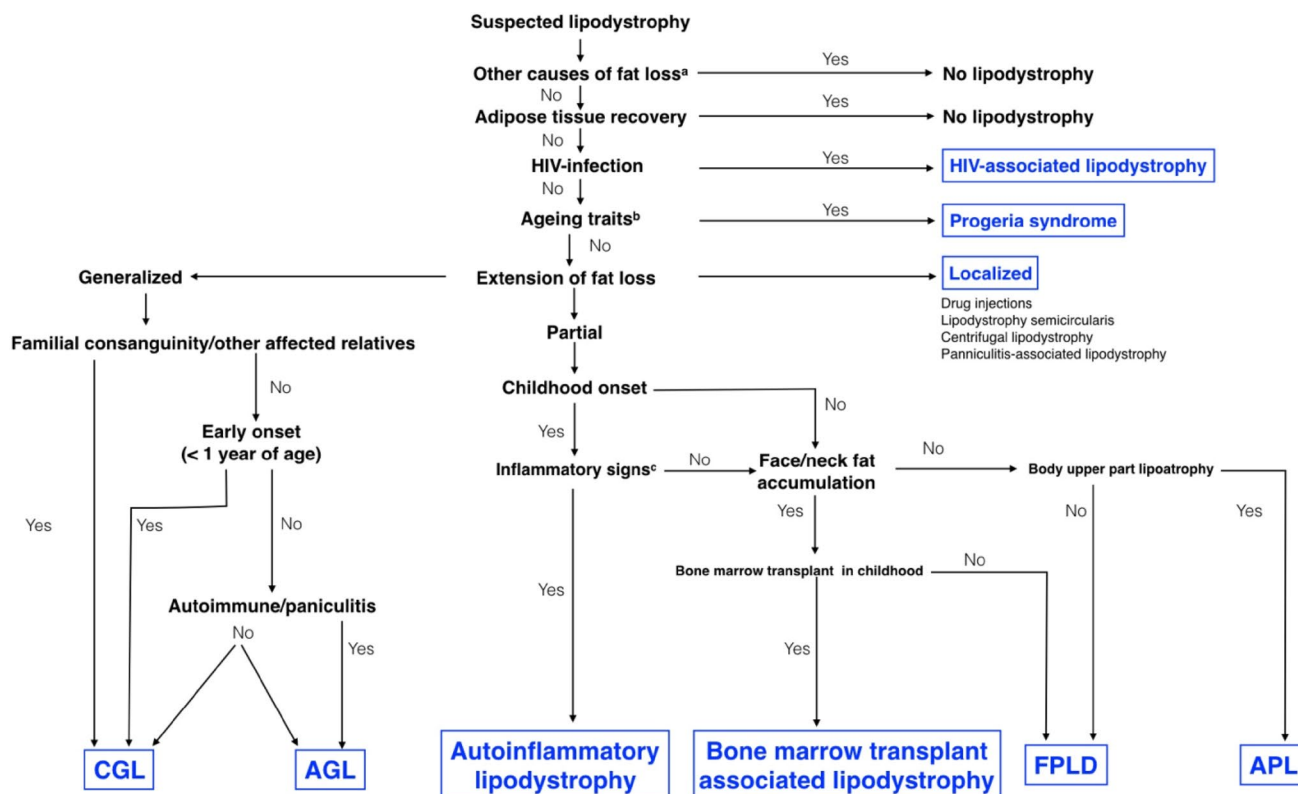 Suspected lipodystrophy
Other causes of fat lossᵃ
Yes
No lipodystrophy
No
Adipose tissue recovery
Yes
No lipodystrophy
No
HIV-infection
Yes
HIV-associated lipodystrophy
No
Ageing traitsᵇ
Yes
Progeria syndrome
No
Generalized
Extension of fat loss
Localized
Drug injections
Lipodystrophy semicircularis
Centrifugal lipodystrophy
Panniculitis-associated lipodystrophy
Partial
Familial consanguinity/other affected relatives
Childhood onset
No
No
Yes
Early onset
(< 1 year of age)
Inflammatory signsᶜ
No
Face/neck fat
accumulation
No
Body upper part lipoatrophy
Yes
Yes
No
Yes
No
Yes
Bone marrow transplant in childhood
No
Yes
Autoimmune/paniculitis
No
Yes
Yes
CGL
AGL
Autoinflammatory
lipodystrophy
Bone marrow transplant
associated lipodystrophy
FPLD
APL